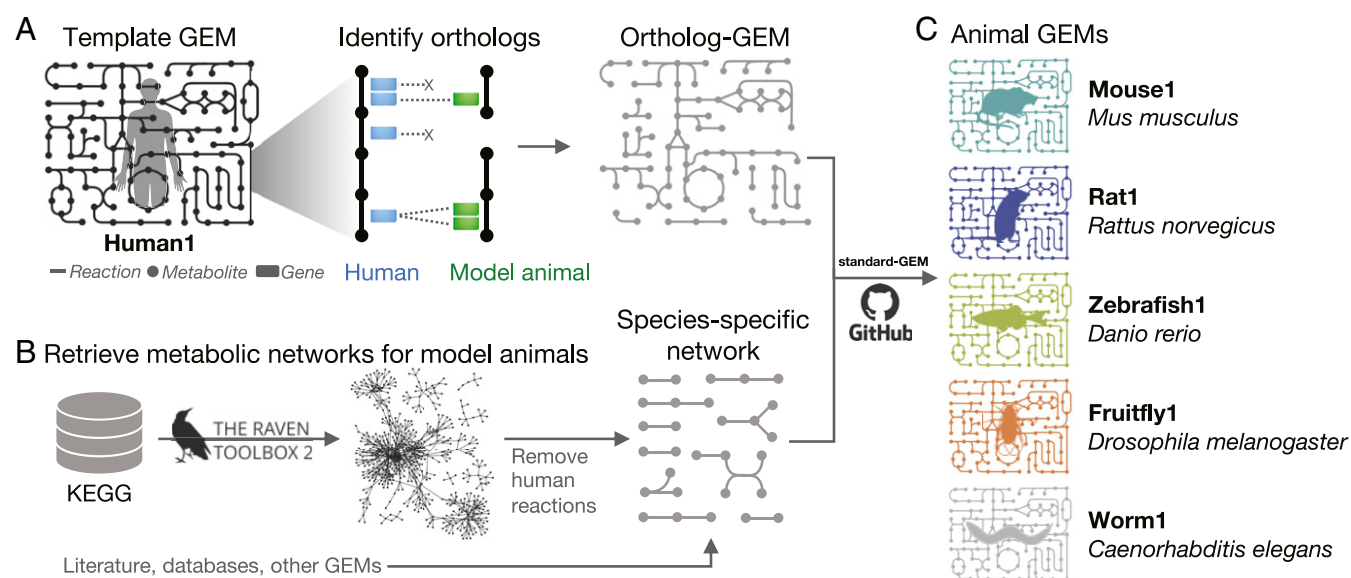 A
Template GEM
Identify orthologs
Ortholog-GEM
X
X
Human1
Reaction Metabolite Gene
Human
Model animal
standard-GEM
GitHub
B Retrieve metabolic networks for model animals
KEGG
THE RAVEN
TOOLBOX 2
Remove
human
reactions
Species-specific
network
Literature, databases, other GEMs
C Animal GEMs
Mouse1
Mus musculus
Rat1
Rattus norvegicus
Zebrafish1
Danio rerio
Fruitfly1
Drosophila melanogaster
Worm1
Caenorhabditis elegans